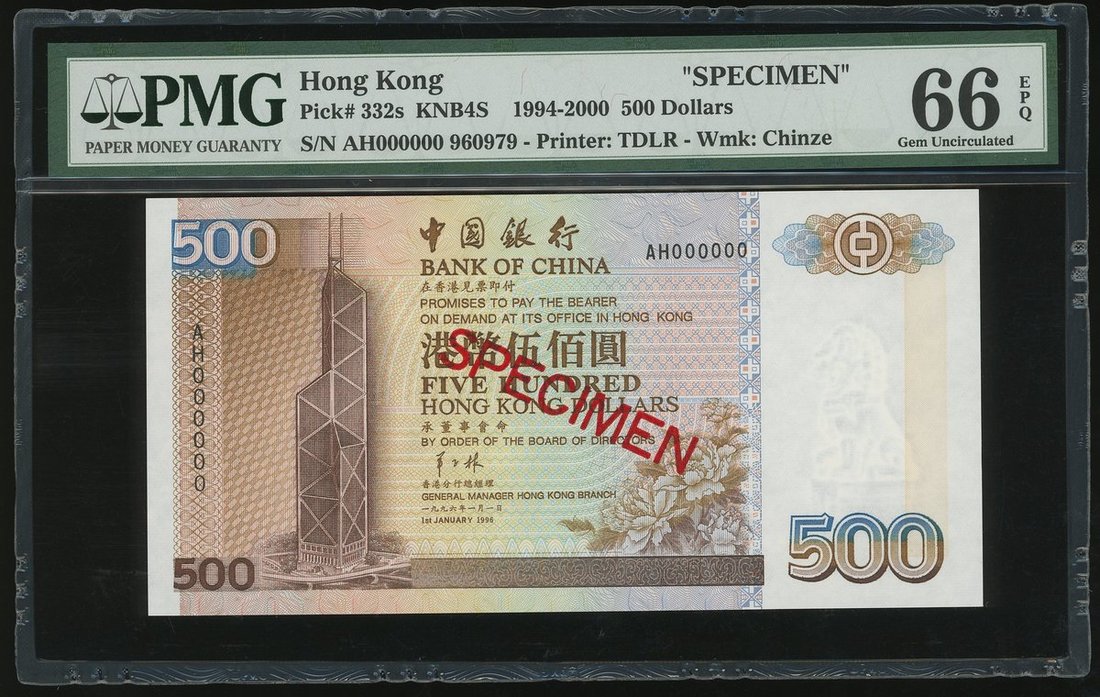 PMG
PAPER MONEY GUARANTY
Hong Kong "SPECIMEN"
Pick# 332s KNB4S 1994-2000 500 Dollars
S/N AH000000 960979 - Printer: TDLR - Wmk: Chinze
66 EPQ
Gem Uncirculated
500
中國銀行
AH000000
BANK OF CHINA
在香港見票即付
PROMISES TO PAY THE BEARER
ON DEMAND AT ITS OFFICE IN HONG KONG
港幣伍佰圓
FIVE HUNDRED
HONG KONG DOLLARS
SPECIMEN
承董事會命
BY ORDER OF THE BOARD OF DIRECTORS
香港分行總經理
GENERAL MANAGER HONG KONG BRANCH
一九九六年一月一日
1st JANUARY 1996
AH000000
500
500